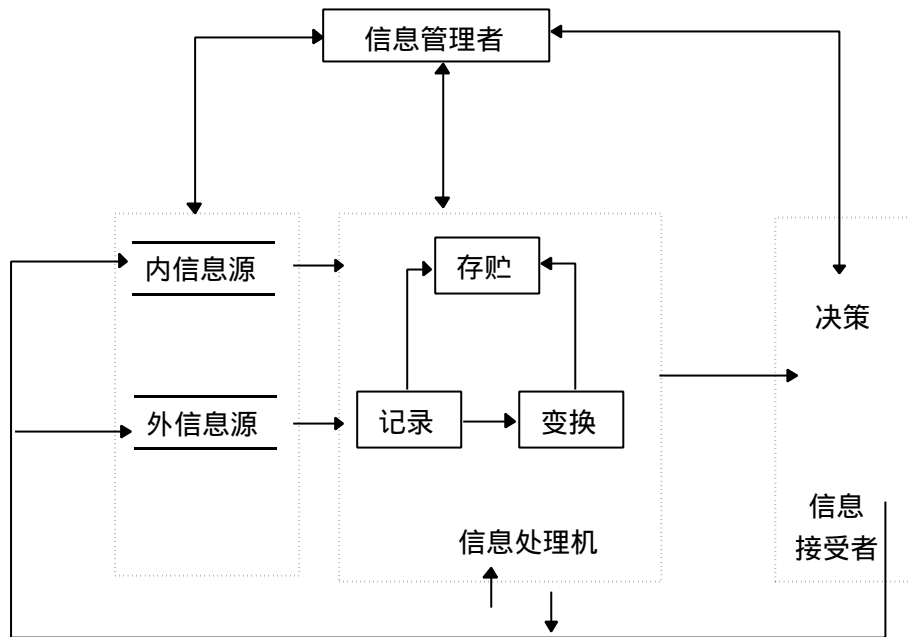 信息管理者
内信息源
存贮
决策
外信息源
记录
变换
信息
接受者
信息处理机